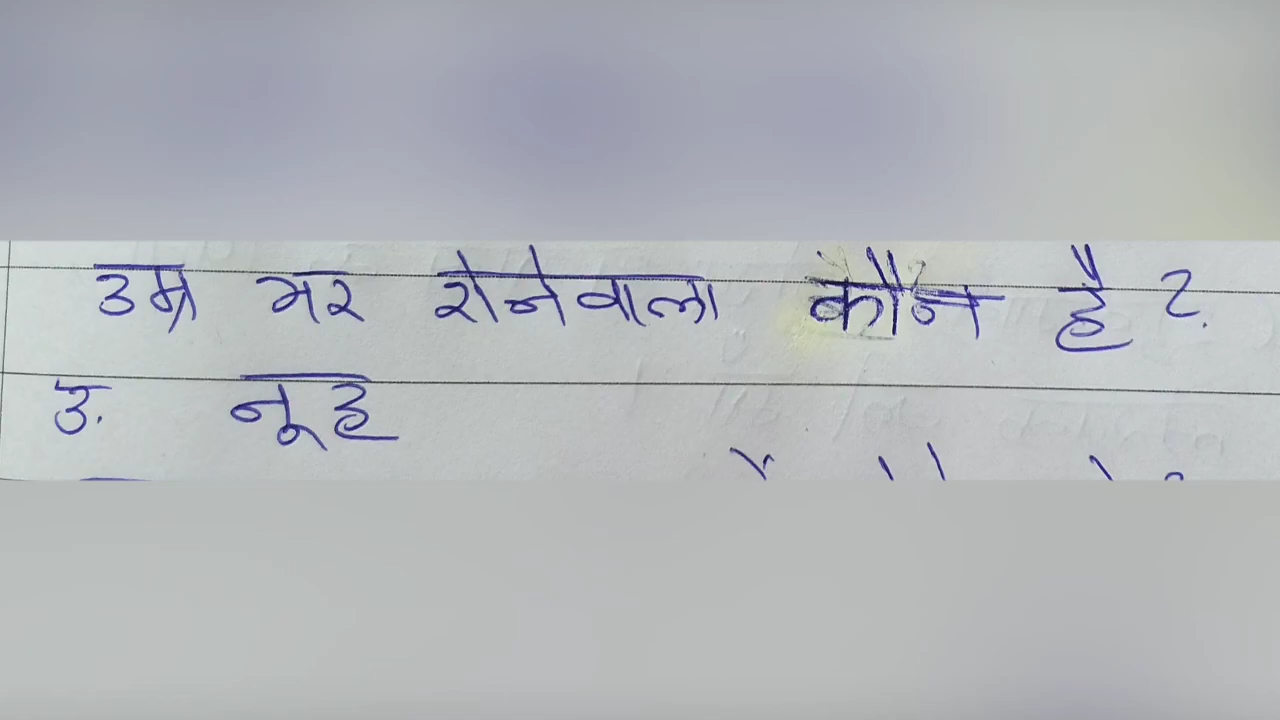 उम्र भर रोनेवाला कौन है ?
उ. नूह